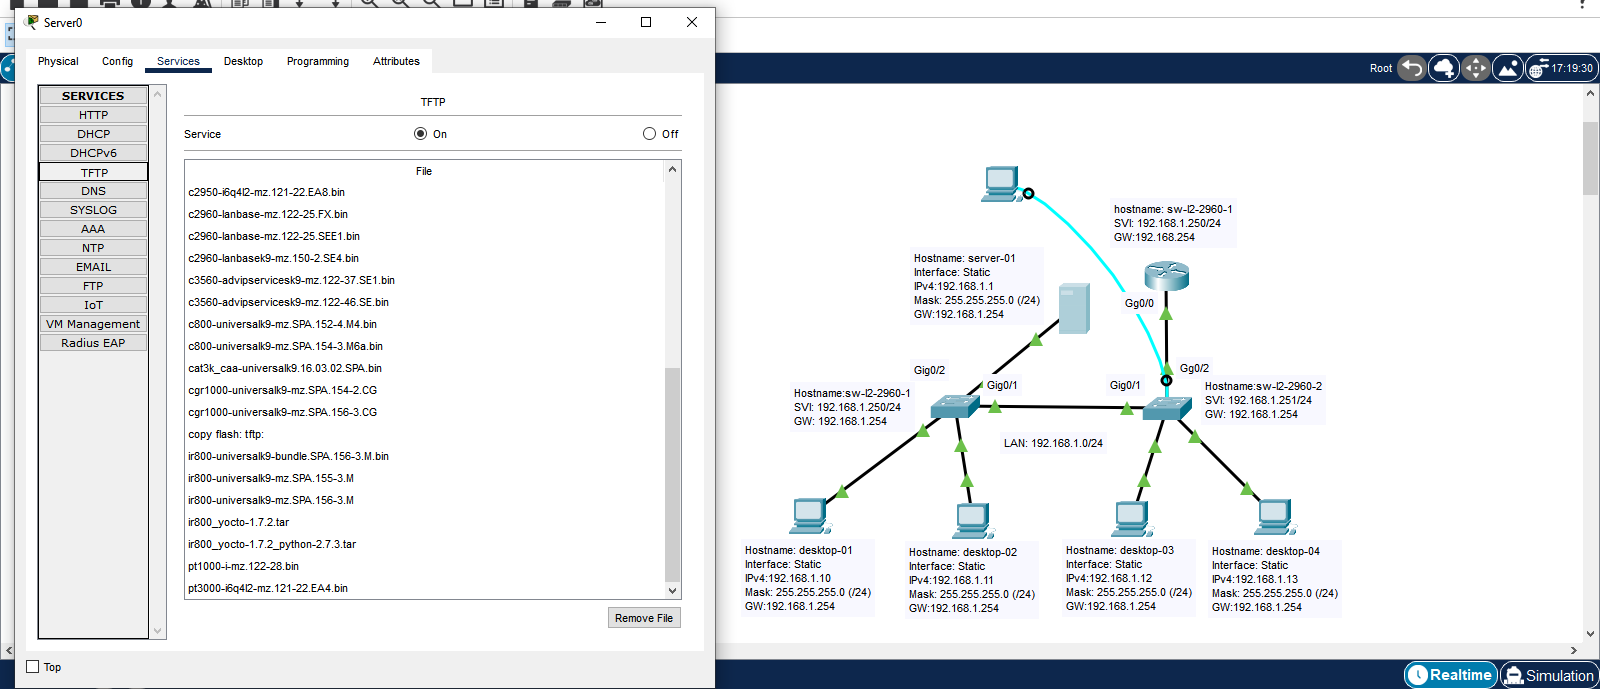 Server0
Physical
Config
Services
Desktop
Programming
Attributes
SERVICES
HTTP
DHCP
DHCPv6
TFTP
DNS
SYSLOG
AAA
NTP
EMAIL
FTP
IoT
VM Management
Radius EAP
TFTP
Service
On
Off
File
c2950-i6q4l2-mz.121-22.EA8.bin
c2960-lanbase-mz.122-25.FX.bin
c2960-lanbase-mz.122-25.SEE1.bin
c2960-lanbasek9-mz.150-2.SE4.bin
c3560-advipservicesk9-mz.122-37.SE1.bin
c3560-advipservicesk9-mz.122-46.SE.bin
c800-universalk9-mz.SPA.152-4.M4.bin
c800-universalk9-mz.SPA.154-3.M6a.bin
cat3k_caa-universalk9.16.03.02.SPA.bin
cgr1000-universalk9-mz.SPA.154-2.CG
cgr1000-universalk9-mz.SPA.156-3.CG
copy flash: tftp:
ir800-universalk9-bundle.SPA.156-3.M.bin
ir800-universalk9-mz.SPA.155-3.M
ir800-universalk9-mz.SPA.156-3.M
ir800_yocto-1.7.2.tar
ir800_yocto-1.7.2_python-2.7.3.tar
pt1000-i-mz.122-28.bin
pt3000-i6q4l2-mz.121-22.EA4.bin
Remove File
Top
Root
17:19:30
hostname: sw-l2-2960-1
SVI: 192.168.1.250/24
GW:192.168.254
Hostname: server-01
Interface: Static
IPv4:192.168.1.1
Mask: 255.255.255.0 (/24)
GW:192.168.1.254
Gg0/0
Gig0/2
Gig0/1
Gig0/1
Gg0/2
Hostname:sw-l2-2960-1
SVI: 192.168.1.250/24
GW: 192.168.1.254
Hostname:sw-l2-2960-2
SVI: 192.168.1.251/24
GW: 192.168.1.254
LAN: 192.168.1.0/24
Hostname: desktop-01
Interface: Static
IPv4:192.168.1.10
Mask: 255.255.255.0 (/24)
GW:192.168.1.254
Hostname: desktop-02
Interface: Static
IPv4:192.168.1.11
Mask: 255.255.255.0 (/24)
GW:192.168.1.254
Hostname: desktop-03
Interface: Static
IPv4:192.168.1.12
Mask: 255.255.255.0 (/24)
GW:192.168.1.254
Hostname: desktop-04
Interface: Static
IPv4:192.168.1.13
Mask: 255.255.255.0 (/24)
GW:192.168.1.254
Realtime
Simulation